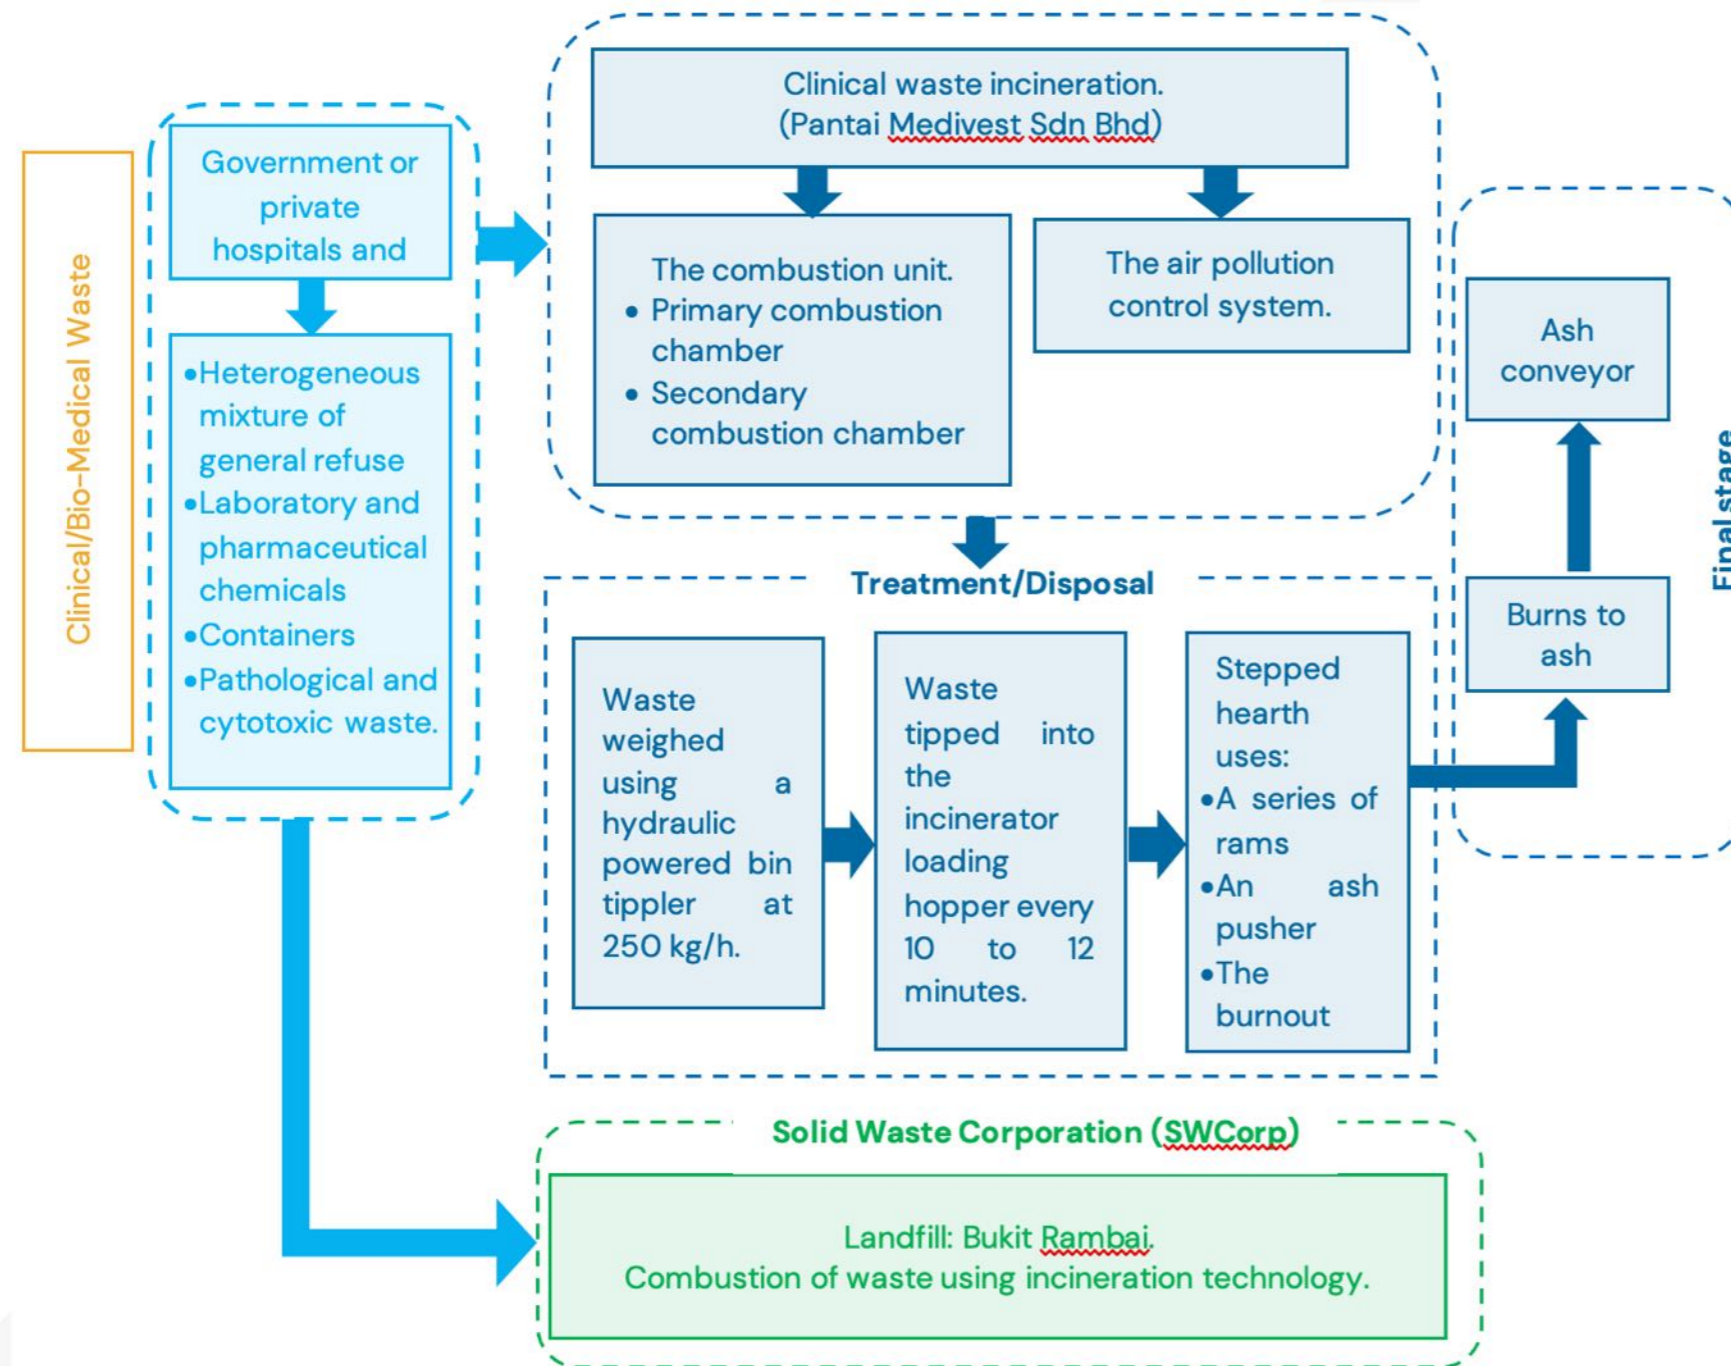 Clinical/Bio-Medical Waste
Government or
private
hospitals and
•Heterogeneous
mixture of
general refuse
•Laboratory and
pharmaceutical
chemicals
•Containers
•Pathological and
cytotoxic waste.
Clinical waste incineration.
(Pantai Medivest Sdn Bhd)
The combustion unit.
• Primary combustion
chamber
• Secondary
combustion chamber
The air pollution
control system.
Treatment/Disposal
Waste
weighed
using a
hydraulic
powered bin
tippler at
250 kg/h.
Waste
tipped into
the
incinerator
loading
hopper every
10 to 12
minutes.
Stepped
hearth
uses:
•A series of
rams
•An ash
pusher
•The
burnout
Ash
conveyor
Burns to
ash
Final stage
Solid Waste Corporation (SWCorp)
Landfill: Bukit Rambai.
Combustion of waste using incineration technology.